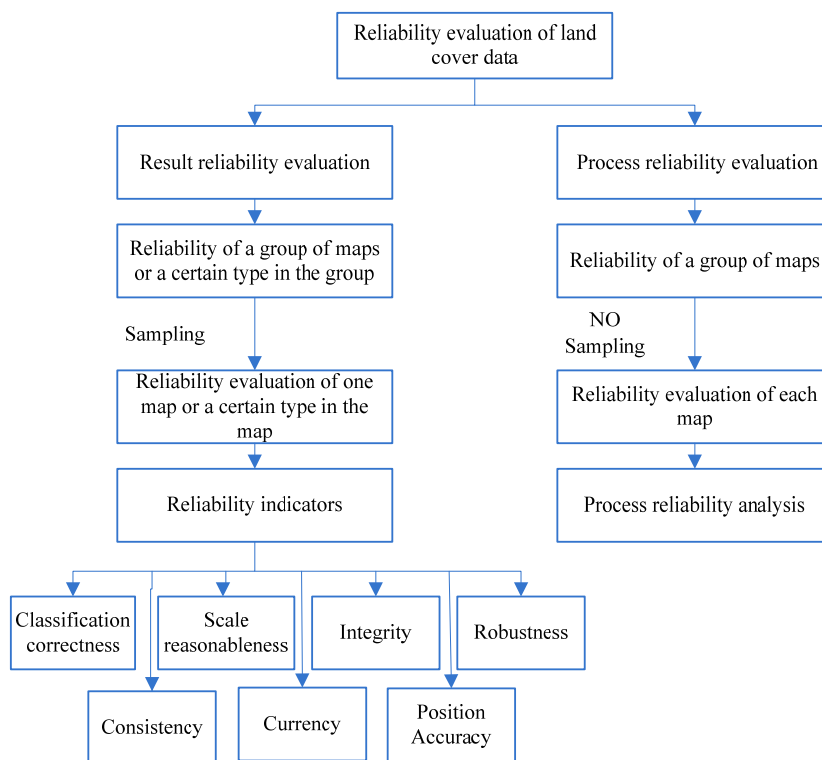 Reliability evaluation of land
cover data
Result reliability evaluation
Process reliability evaluation
Reliability of a group of maps
or a certain type in the group
Reliability of a group of maps
Sampling
NO
Sampling
Reliability evaluation of one
map or a certain type in the
map
Reliability evaluation of each
map
Reliability indicators
Process reliability analysis
Classification
correctness
Scale
reasonableness
Integrity
Robustness
Consistency
Currency
Position
Accuracy